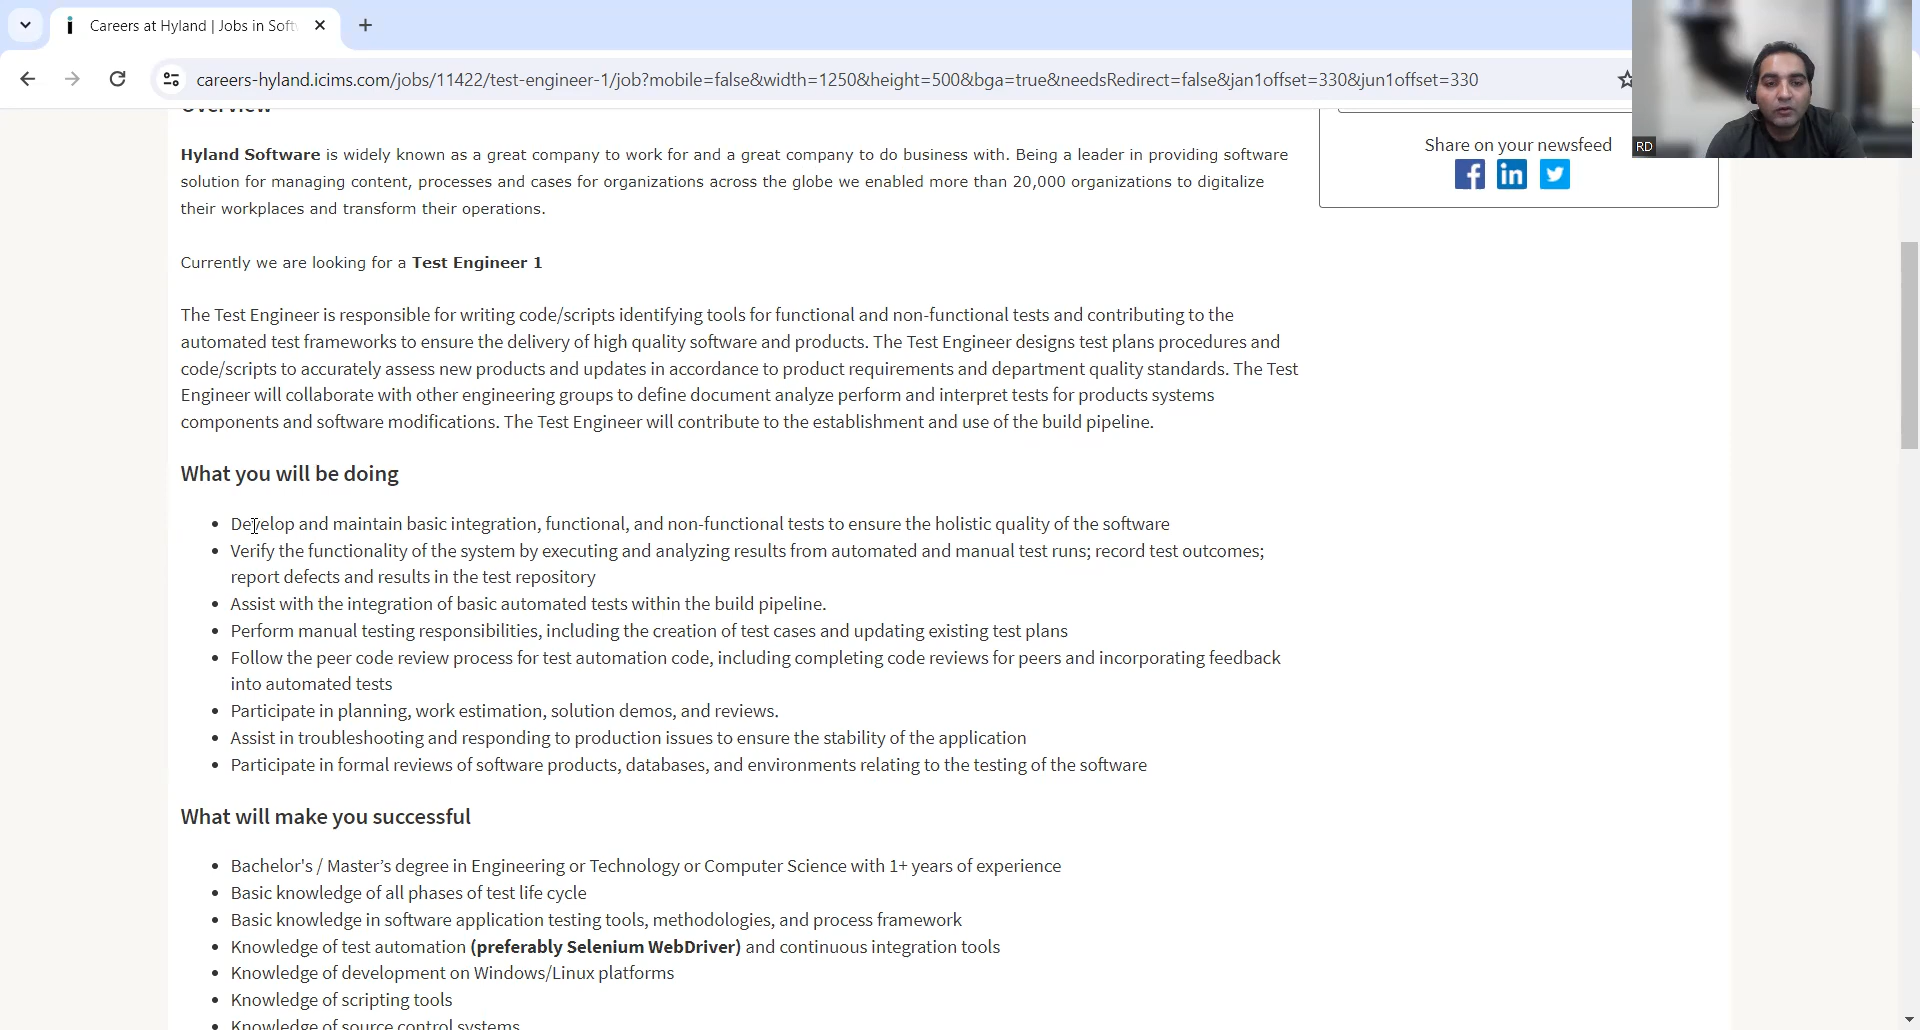 Careers at Hyland | Jobs in Soft
careers-hyland.icims.com/jobs/11422/test-engineer-1/job?mobile=false&width=1250&height=500&bga=true&needsRedirect=false&jan1offset=330&jun1offset=330
Overview
Hyland Software is widely known as a great company to work for and a great company to do business with. Being a leader in providing software
solution for managing content, processes and cases for organizations across the globe we enabled more than 20,000 organizations to digitalize
their workplaces and transform their operations.
Share on your newsfeed
RD
Currently we are looking for a Test Engineer 1
The Test Engineer is responsible for writing code/scripts identifying tools for functional and non-functional tests and contributing to the
automated test frameworks to ensure the delivery of high quality software and products. The Test Engineer designs test plans procedures and
code/scripts to accurately assess new products and updates in accordance to product requirements and department quality standards. The Test
Engineer will collaborate with other engineering groups to define document analyze perform and interpret tests for products systems
components and software modifications. The Test Engineer will contribute to the establishment and use of the build pipeline.
What you will be doing
• Develop and maintain basic integration, functional, and non-functional tests to ensure the holistic quality of the software
• Verify the functionality of the system by executing and analyzing results from automated and manual test runs; record test outcomes;
report defects and results in the test repository
• Assist with the integration of basic automated tests within the build pipeline.
• Perform manual testing responsibilities, including the creation of test cases and updating existing test plans
• Follow the peer code review process for test automation code, including completing code reviews for peers and incorporating feedback
into automated tests
• Participate in planning, work estimation, solution demos, and reviews.
• Assist in troubleshooting and responding to production issues to ensure the stability of the application
• Participate in formal reviews of software products, databases, and environments relating to the testing of the software
What will make you successful
• Bachelor's / Master’s degree in Engineering or Technology or Computer Science with 1+ years of experience
• Basic knowledge of all phases of test life cycle
• Basic knowledge in software application testing tools, methodologies, and process framework
• Knowledge of test automation (preferably Selenium WebDriver) and continuous integration tools
• Knowledge of development on Windows/Linux platforms
• Knowledge of scripting tools
• Knowledge of source control systems